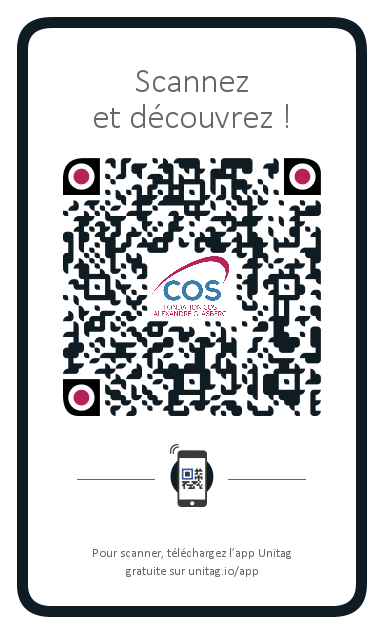 Scannez
et découvrez !
COS
FONDATION COS
ALEXANDRE GLASBERG
Pour scanner, téléchargez l'app Unitag
gratuite sur unitag.io/app